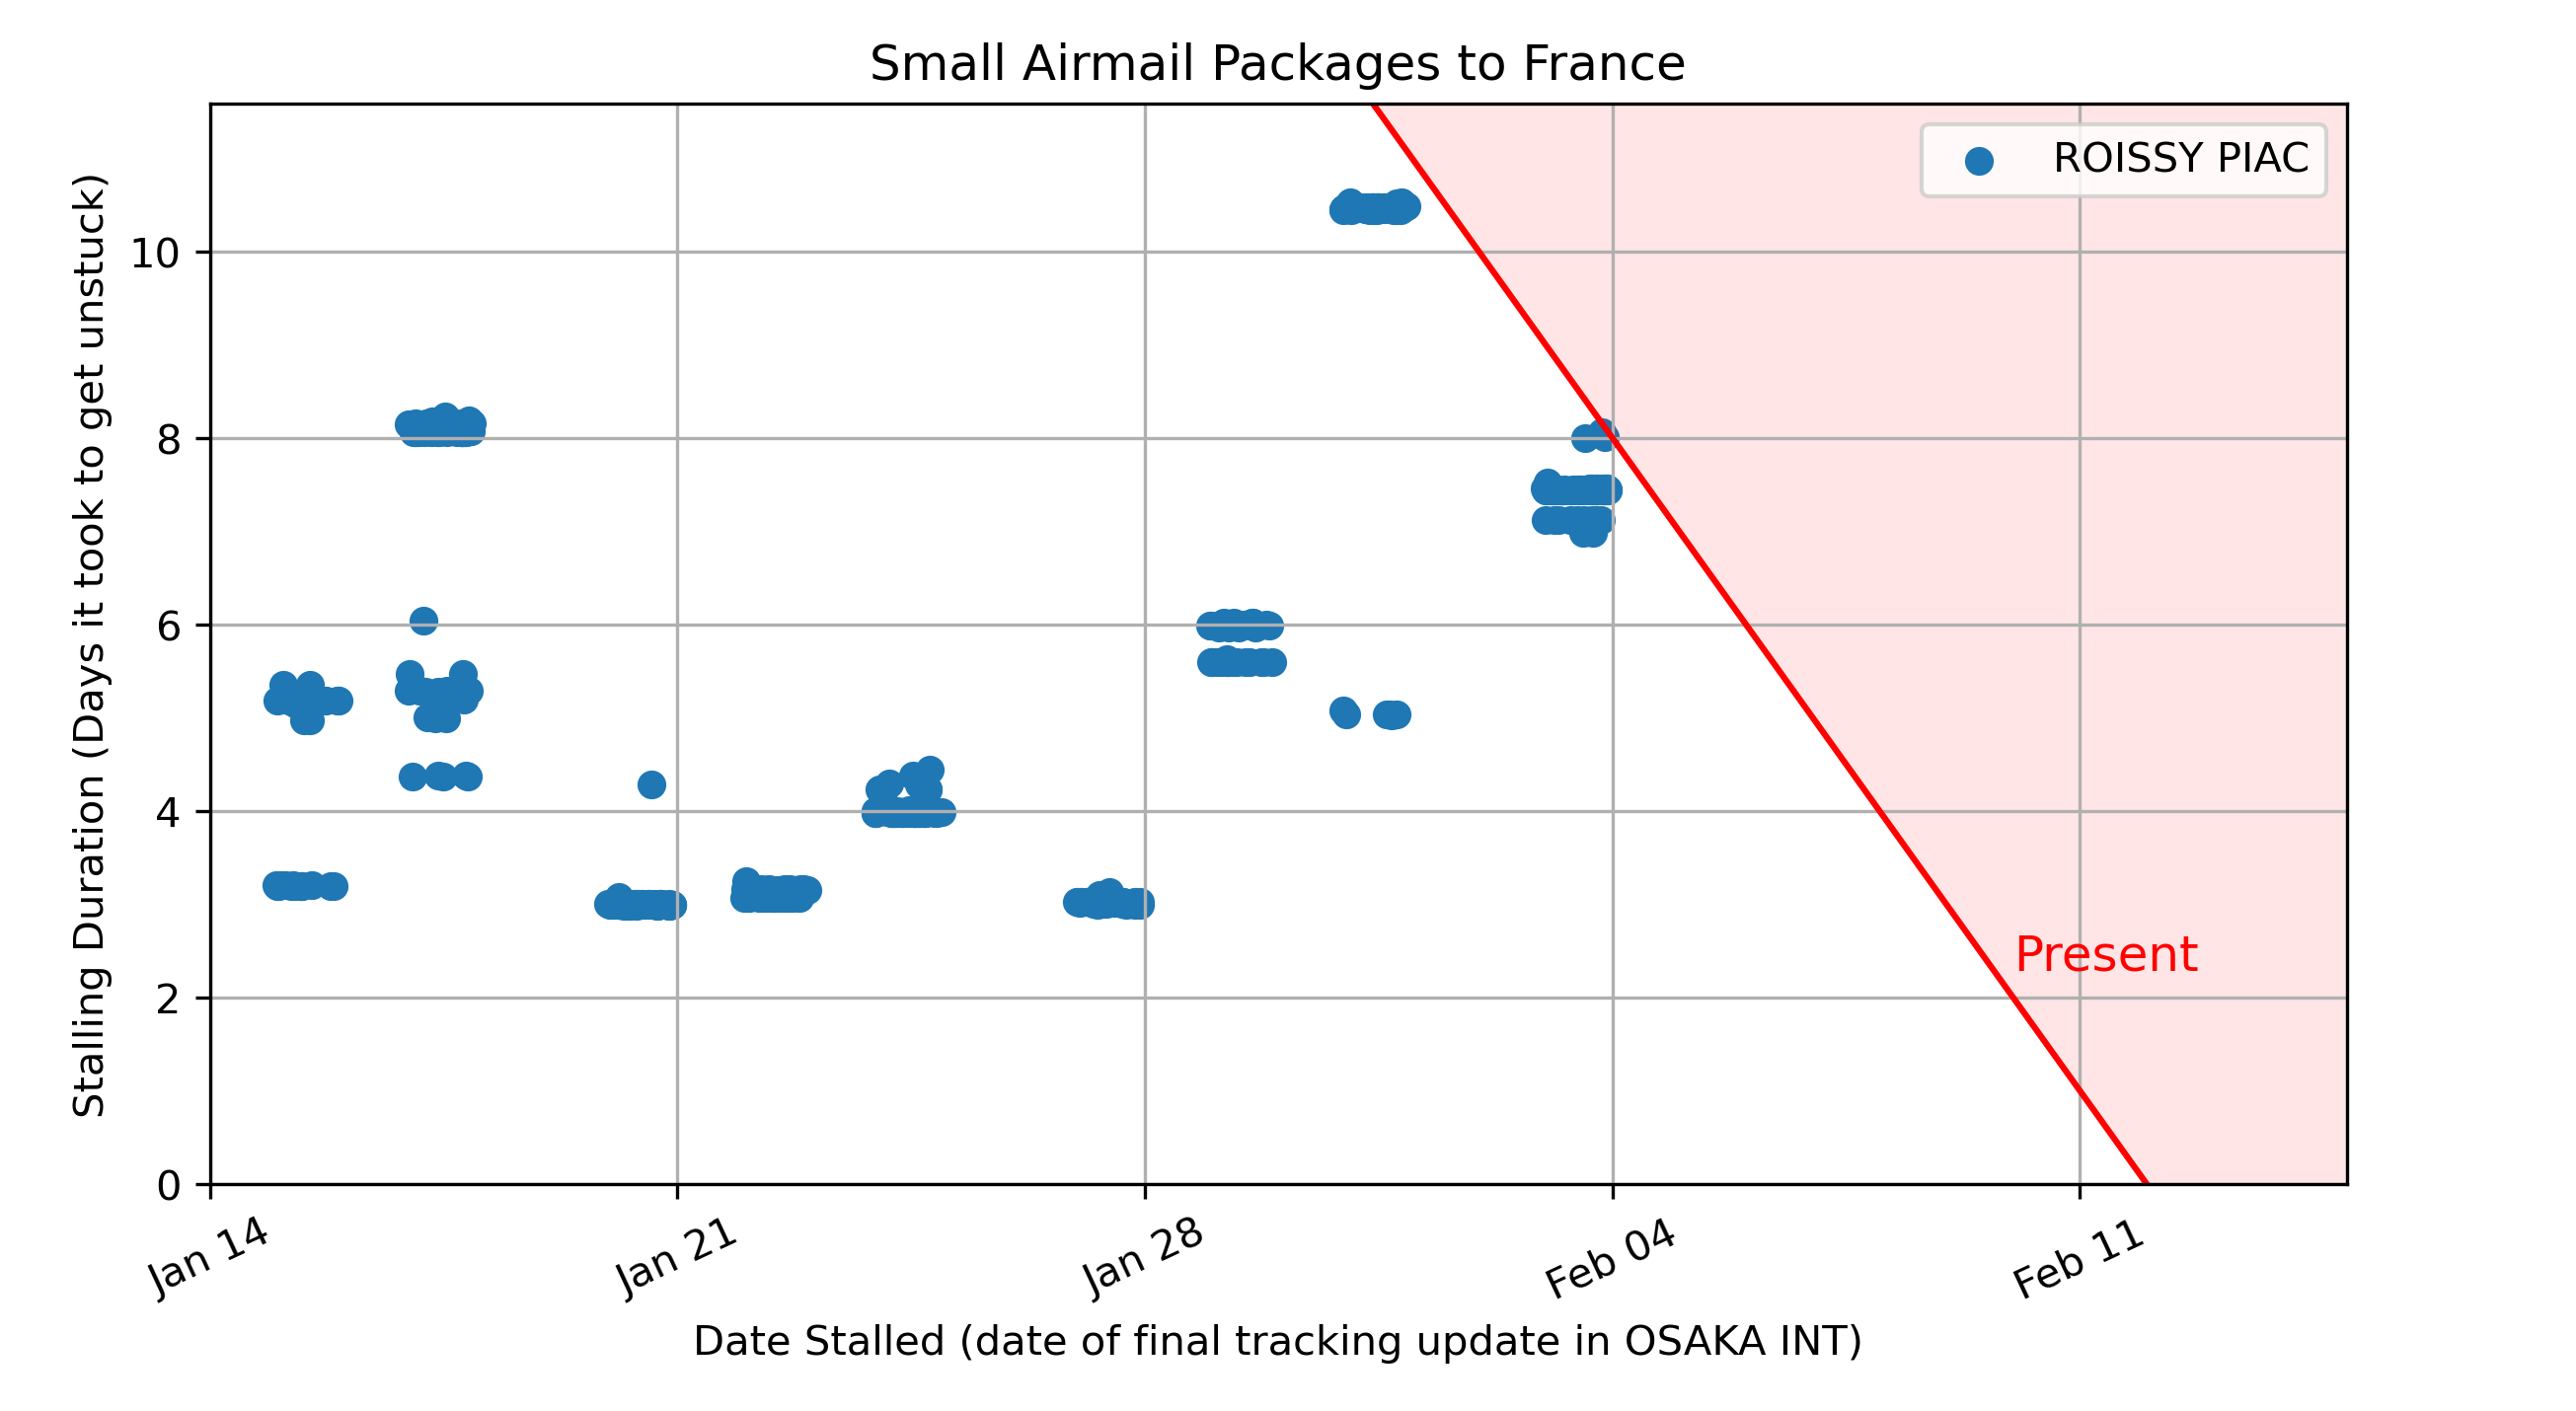 Small Airmail Packages to France
ROISSY PIAC
Stalling Duration (Days it took to get unstuck)
10
8
6
4
2
0
Present
Jan 14
Jan 21
Jan 28
Feb 04
Feb 11
Date Stalled (date of final tracking update in OSAKA INT)